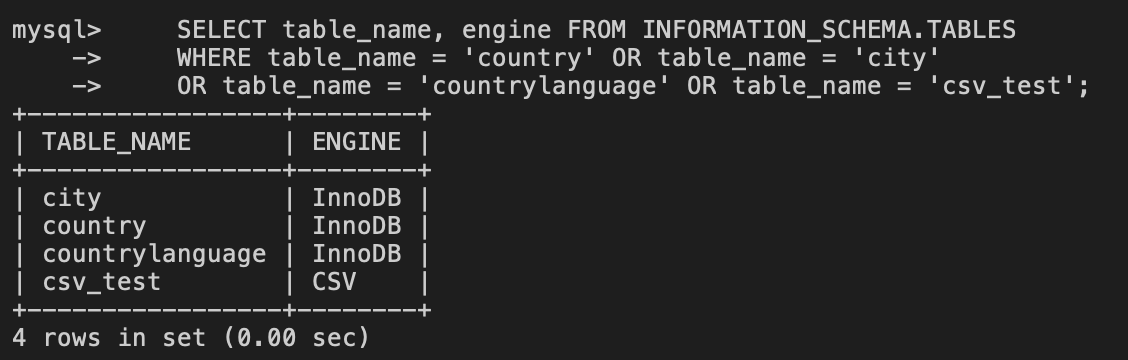 mysql>     SELECT table_name, engine FROM INFORMATION_SCHEMA.TABLES
    ->     WHERE table_name = 'country' OR table_name = 'city'
    ->     OR table_name = 'countrylanguage' OR table_name = 'csv_test';
+-----------------+--------+
| TABLE_NAME      | ENGINE |
+-----------------+--------+
| city            | InnoDB |
| country         | InnoDB |
| countrylanguage | InnoDB |
| csv_test        | CSV    |
+-----------------+--------+
4 rows in set (0.00 sec)